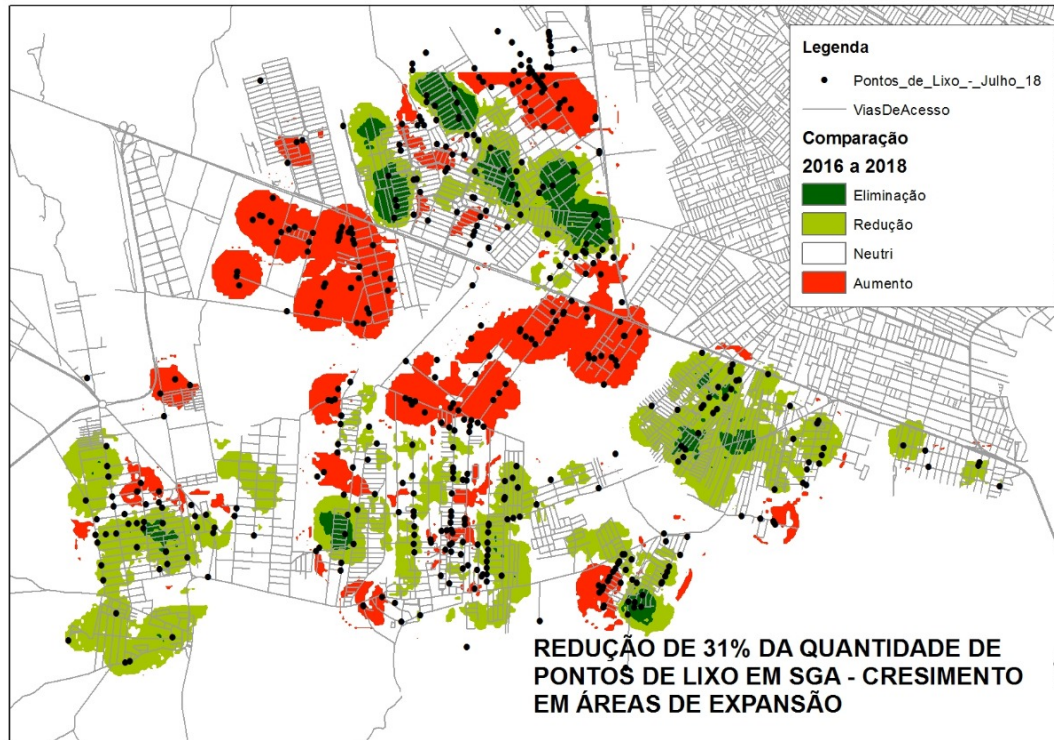 Legenda
Pontos_de_Lixo_-_Julho_18
ViasDeAcesso
Comparação
2016 a 2018
Eliminação
Redução
Neutri
Aumento
REDUÇÃO DE 31% DA QUANTIDADE DE
PONTOS DE LIXO EM SGA - CRESIMENTO
EM ÁREAS DE EXPANSÃO